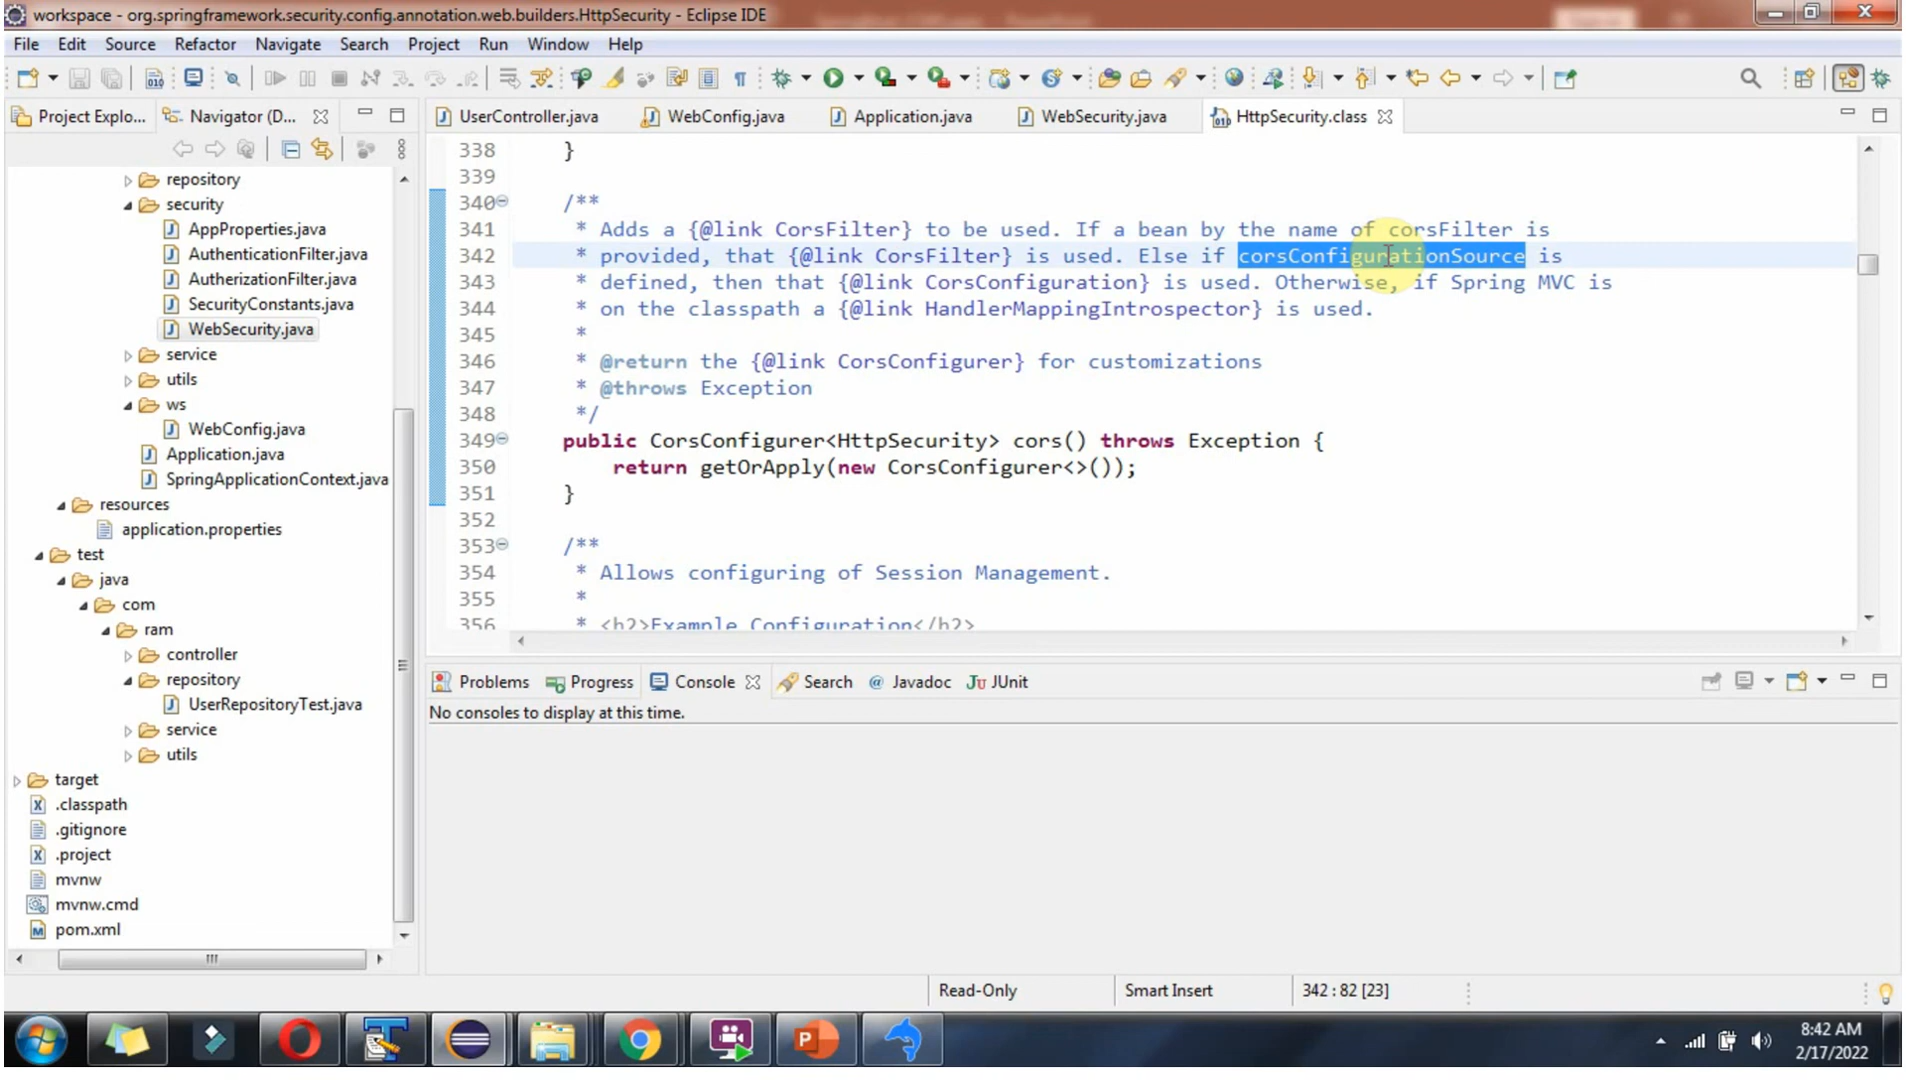 workspace - org.springframework.security.config.annotation.web.builders.HttpSecurity - Eclipse IDE
File Edit Source Refactor Navigate Search Project Run Window Help
Project Explo... Navigator (D...
UserController.java WebConfig.java Application.java WebSecurity.java HttpSecurity.class
repository
security
AppProperties.java
AuthenticationFilter.java
AutherizationFilter.java
SecurityConstants.java
WebSecurity.java
service
utils
ws
WebConfig.java
Application.java
SpringApplicationContext.java
resources
application.properties
test
java
com
ram
controller
repository
UserRepositoryTest.java
service
utils
target
.classpath
.gitignore
.project
mvnw
mvnw.cmd
pom.xml
338 }
339
340 /**
341 * Adds a {@link CorsFilter} to be used. If a bean by the name of corsFilter is
342 * provided, that {@link CorsFilter} is used. Else if corsConfigurationSource is
343 * defined, then that {@link CorsConfiguration} is used. Otherwise, if Spring MVC is
344 * on the classpath a {@link HandlerMappingIntrospector} is used.
345 *
346 * @return the {@link CorsConfigurer} for customizations
347 * @throws Exception
348 */
349 public CorsConfigurer<HttpSecurity> cors() throws Exception {
350 return getOrApply(new CorsConfigurer<>());
351 }
352
353 /**
354 * Allows configuring of Session Management.
355 *
356 * <h2>Example Configuration</h2>
Problems Progress Console Search @ Javadoc JUnit
No consoles to display at this time.
Read-Only Smart Insert 342 : 82 [23]
8:42 AM
2/17/2022